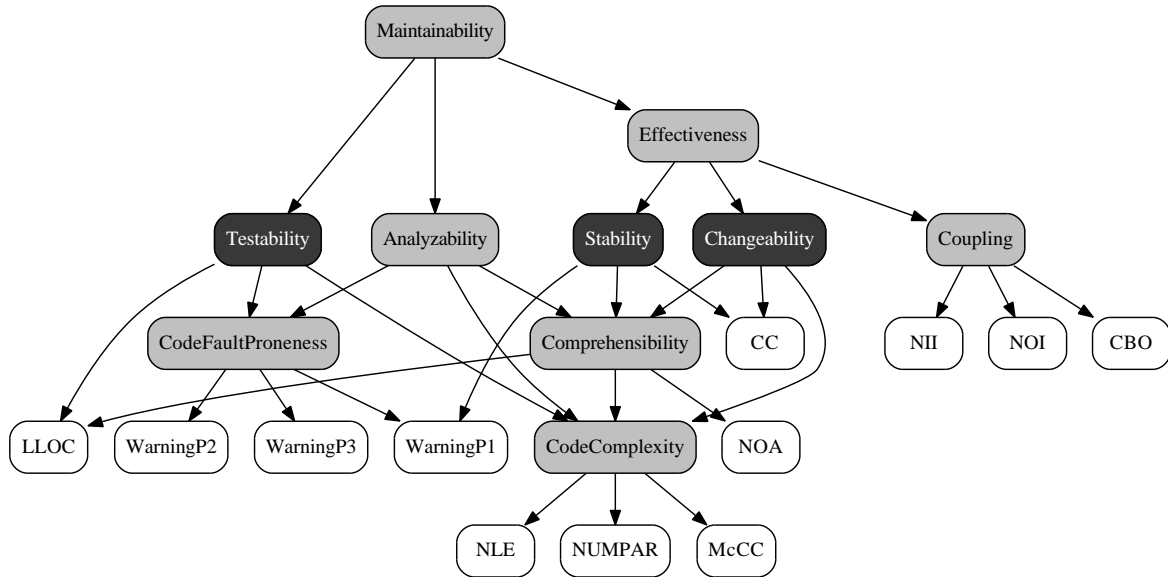 Maintainability
Effectiveness
Testability
Analyzability
Stability
Changeability
Coupling
CodeFaultProneness
Comprehensibility
CC
NII
NOI
CBO
LLOC
WarningP2
WarningP3
WarningP1
CodeComplexity
NOA
NLE
NUMPAR
McCC